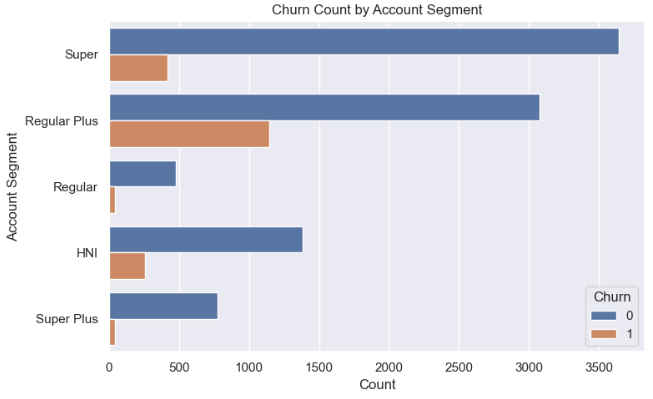 Churn Count by Account Segment
Account Segment
Super
Regular Plus
Regular
HNI
Super Plus
Churn
0
1
0 500 1000 1500 2000 2500 3000 3500
Count